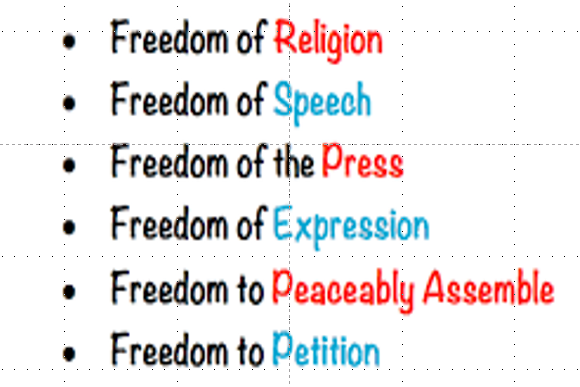 • Freedom of Religion
• Freedom of Speech
• Freedom of the Press
• Freedom of Expression
• Freedom to Peaceably Assemble
• Freedom to Petition